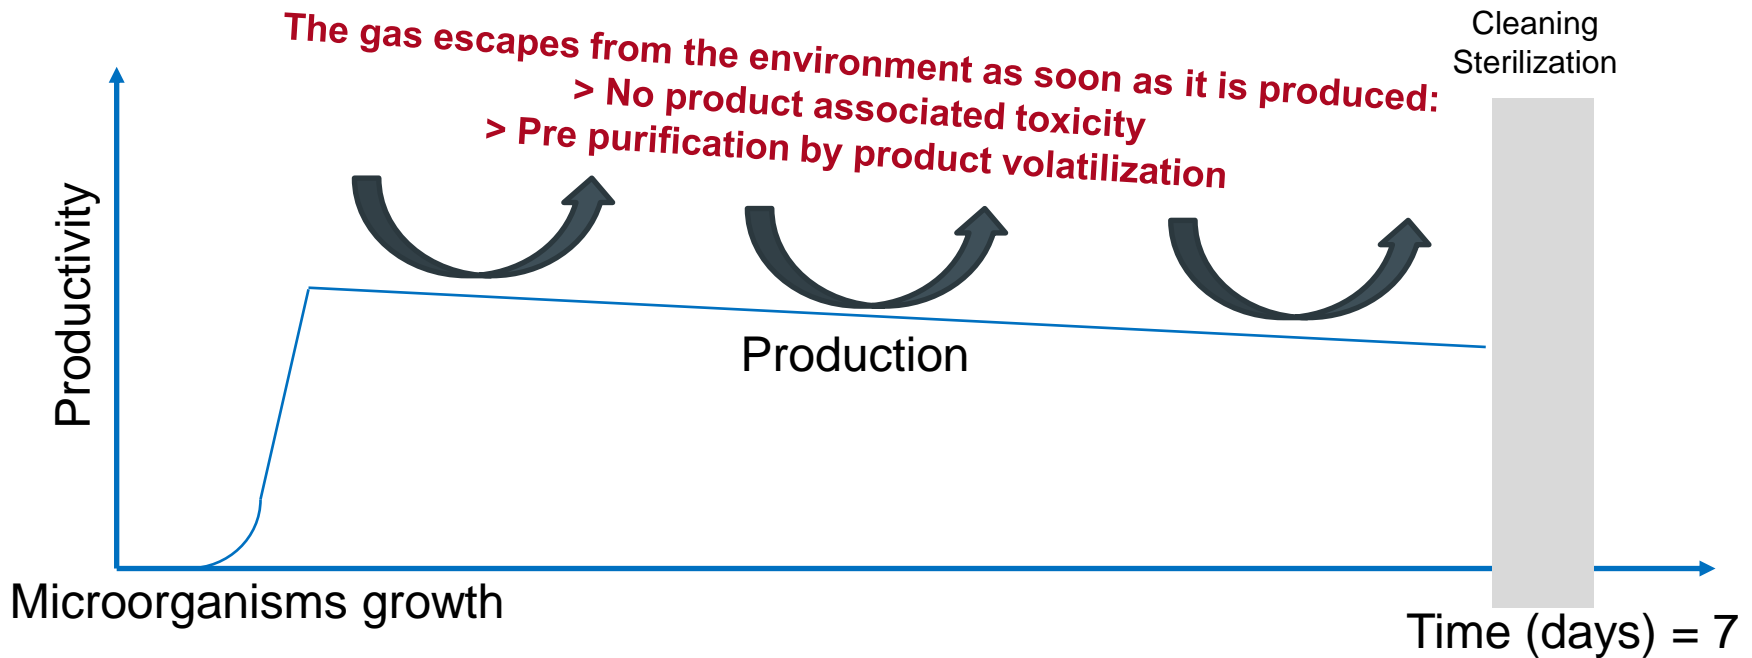 The gas escapes from the environment as soon as it is produced:
> No product associated toxicity
> Pre purification by product volatilization
Cleaning
Sterilization
Productivity
Production
Microorganisms growth
Time (days) = 7